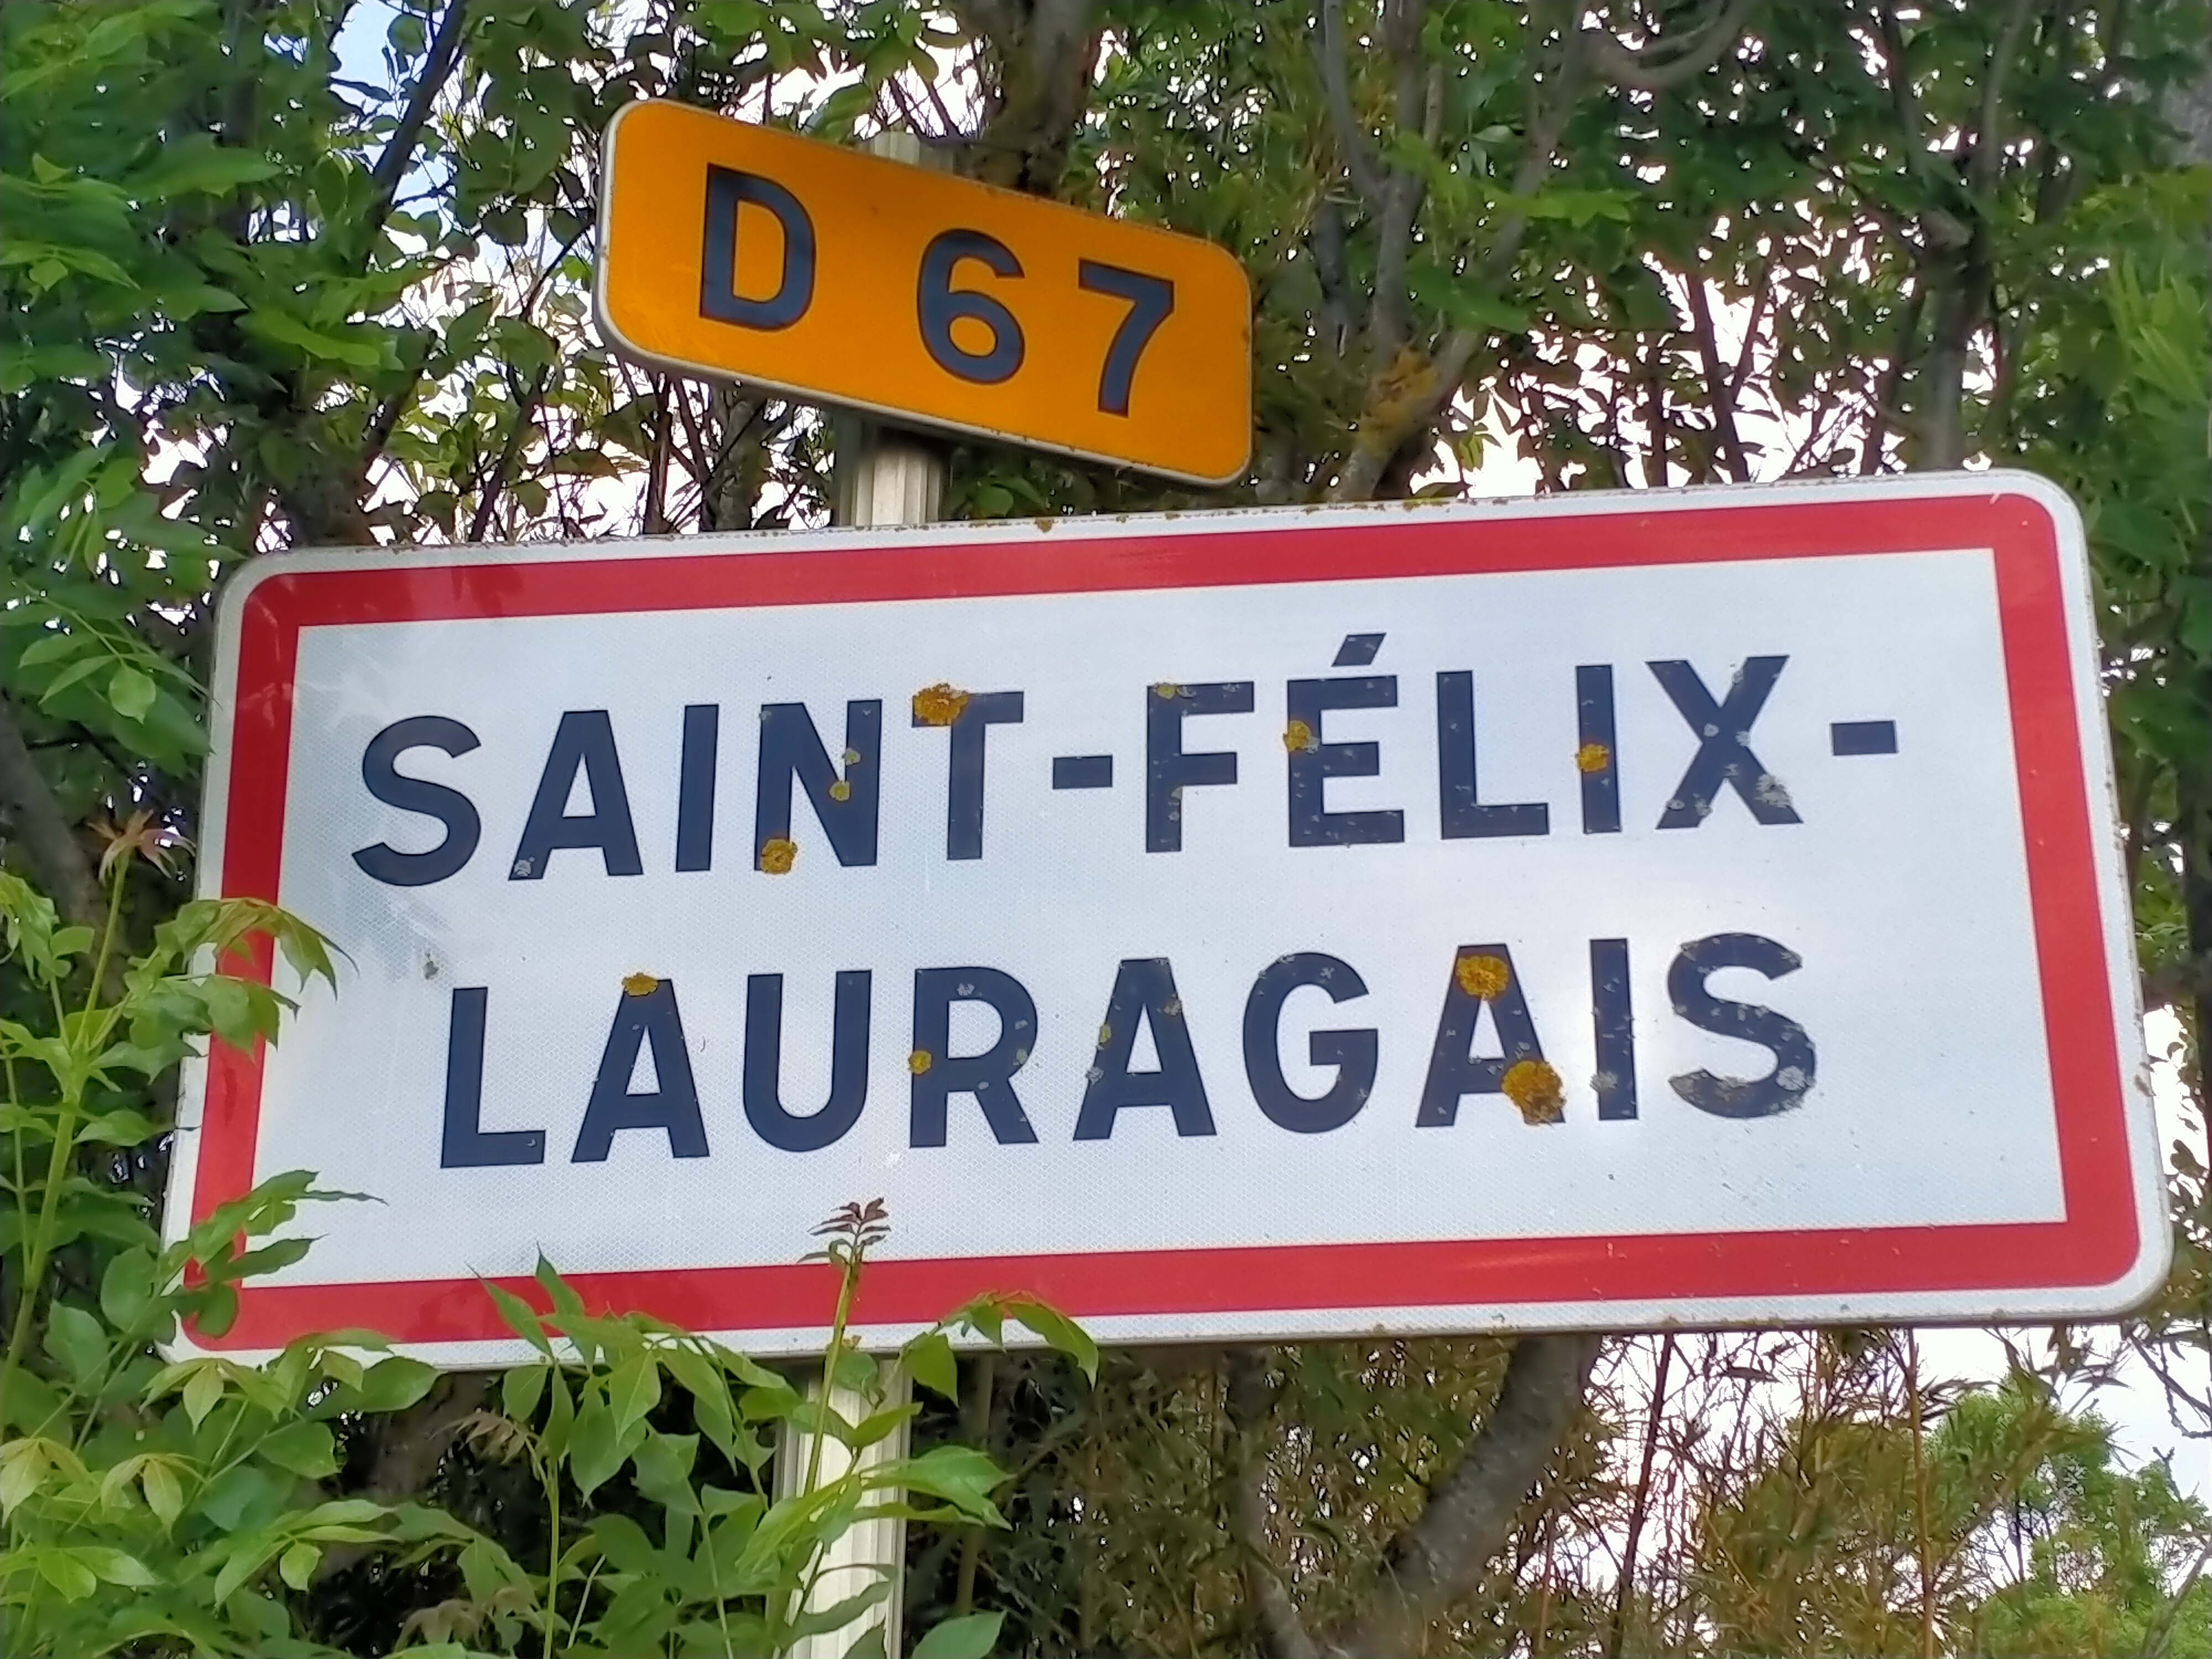 D 67
SAINT-FÉLIX-
LAURAGAIS